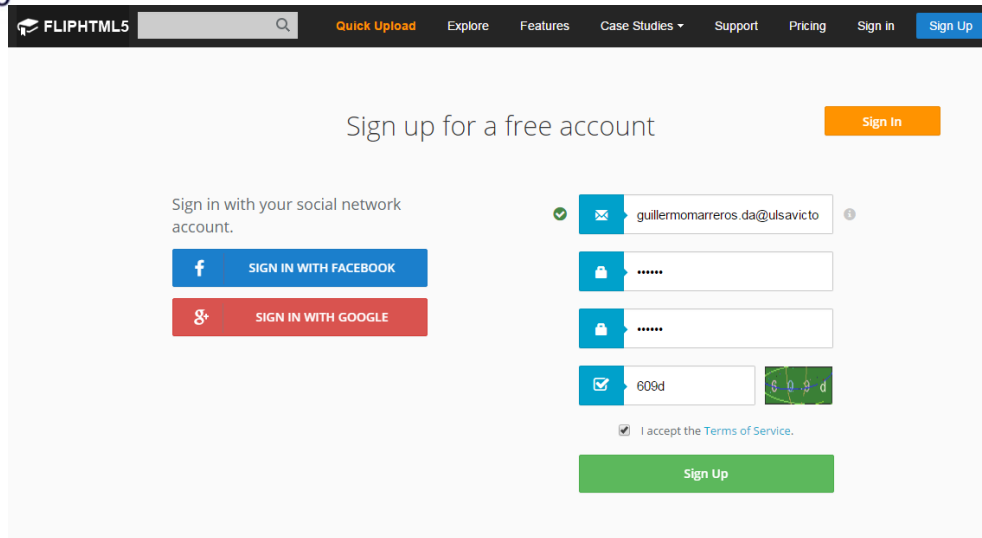 FLIPHTML5 Quick Upload Explore Features Case Studies Support Pricing Sign in Sign Up
Sign up for a free account
Sign In
Sign in with your social network
account.
f SIGN IN WITH FACEBOOK
g+ SIGN IN WITH GOOGLE
guillermomarreros.da@ulsavicto
••••••
••••••
609d 609d
I accept the Terms of Service.
Sign Up